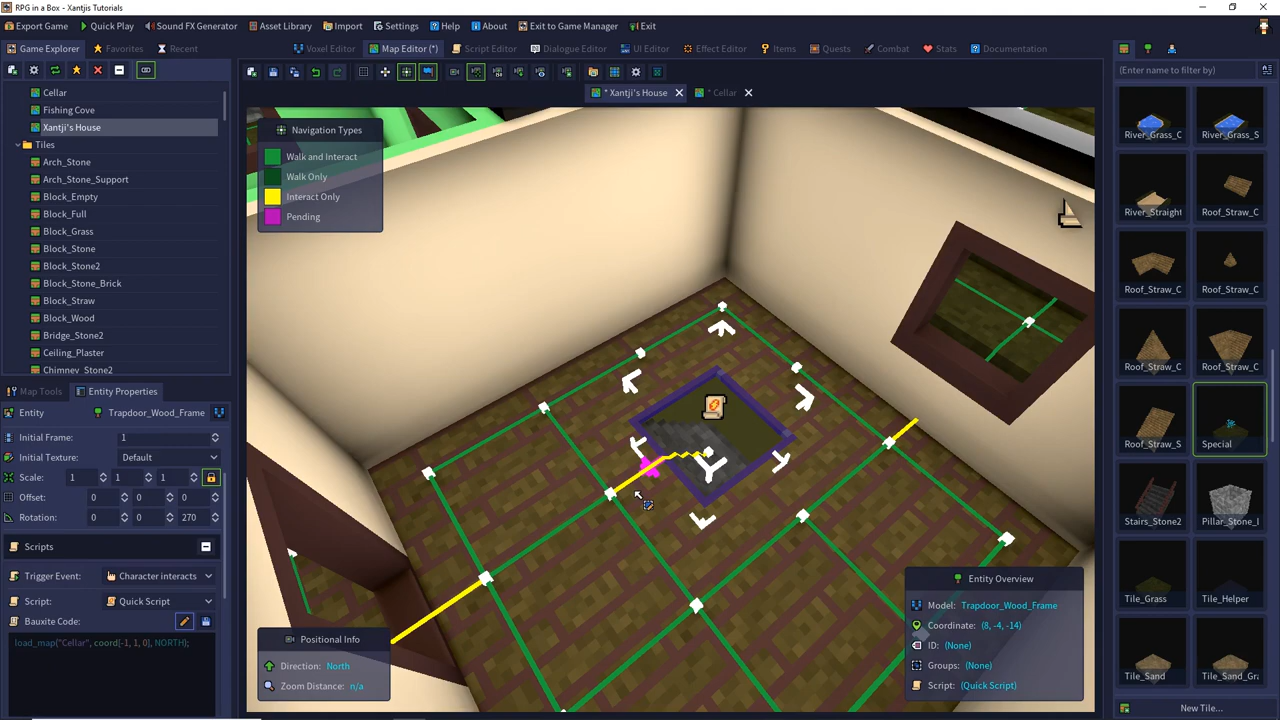 RPG in a Box - Xantjis Tutorials
Export Game Quick Play Sound FX Generator Asset Library Import Settings Help About Exit to Game Manager Exit
Game Explorer Favorites Recent Voxel Editor Map Editor (*) Script Editor Dialogue Editor UI Editor Effect Editor Items Quests Combat Stats Documentation
(Enter name to filter by)
* Xantji's House * Cellar
Cellar
Fishing Cove
Xantji's House
Tiles
Arch_Stone
Arch_Stone_Support
Block_Empty
Block_Full
Block_Grass
Block_Stone
Block_Stone2
Block_Stone_Brick
Block_Straw
Block_Wood
Bridge_Stone2
Ceiling_Plaster
Chimney_Stone2
Map Tools Entity Properties
Entity Trapdoor_Wood_Frame
Initial Frame: 1
Initial Texture: Default
Scale: 1 1 1
Offset: 0 0 0
Rotation: 0 0 270
Scripts
Trigger Event: Character interacts
Script: Quick Script
Bauxite Code:
load_map("Cellar", coord[-1, 1, 0], NORTH);
Navigation Types
Walk and Interact
Walk Only
Interact Only
Pending
Positional Info
Direction: North
Zoom Distance: n/a
Entity Overview
Model: Trapdoor_Wood_Frame
Coordinate: (8, -4, -14)
ID: (None)
Groups: (None)
Script: (Quick Script)
River_Grass_C River_Grass_S
River_Straight Roof_Straw_C
Roof_Straw_C Roof_Straw_C
Roof_Straw_C Roof_Straw_C
Roof_Straw_S Special
Stairs_Stone2 Pillar_Stone_I
Tile_Grass Tile_Helper
Tile_Sand Tile_Sand_Gra
New Tile...